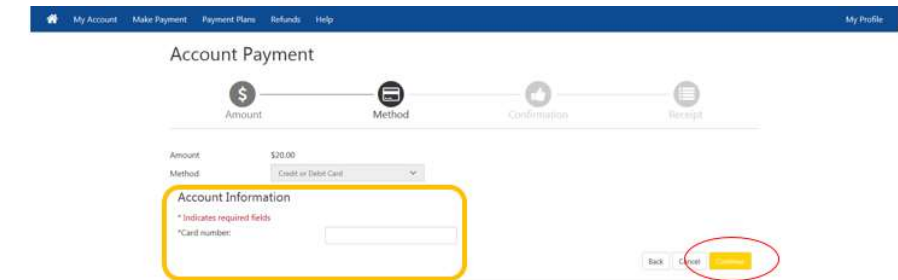 My Account Make Payment Payment Plans Refunds Help My Profile
Account Payment
$
Amount Method Confirmation Receipt
Amount $20.00
Method Credit or Debit Card
Account Information
* Indicates required fields
*Card number:
Back Cancel Continue